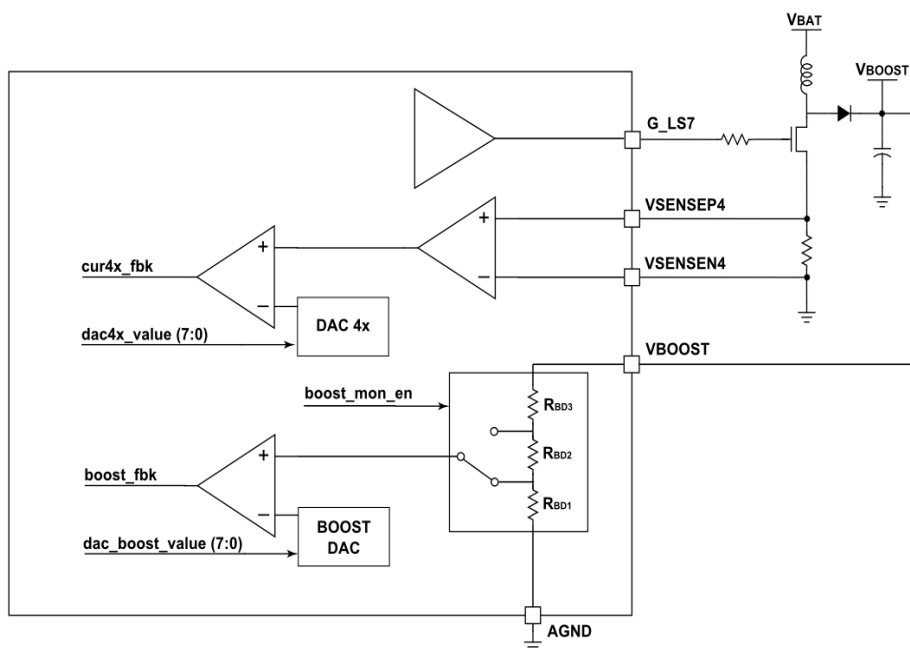 VBAT
VBOOST
G_LS7
VSENSEP4
+
+
cur4x_fbk
VSENSEN4
−
−
DAC 4x
dac4x_value (7:0)
VBOOST
boost_mon_en
RBD3
RBD2
+
boost_fbk
RBD1
−
BOOST
DAC
dac_boost_value (7:0)
AGND